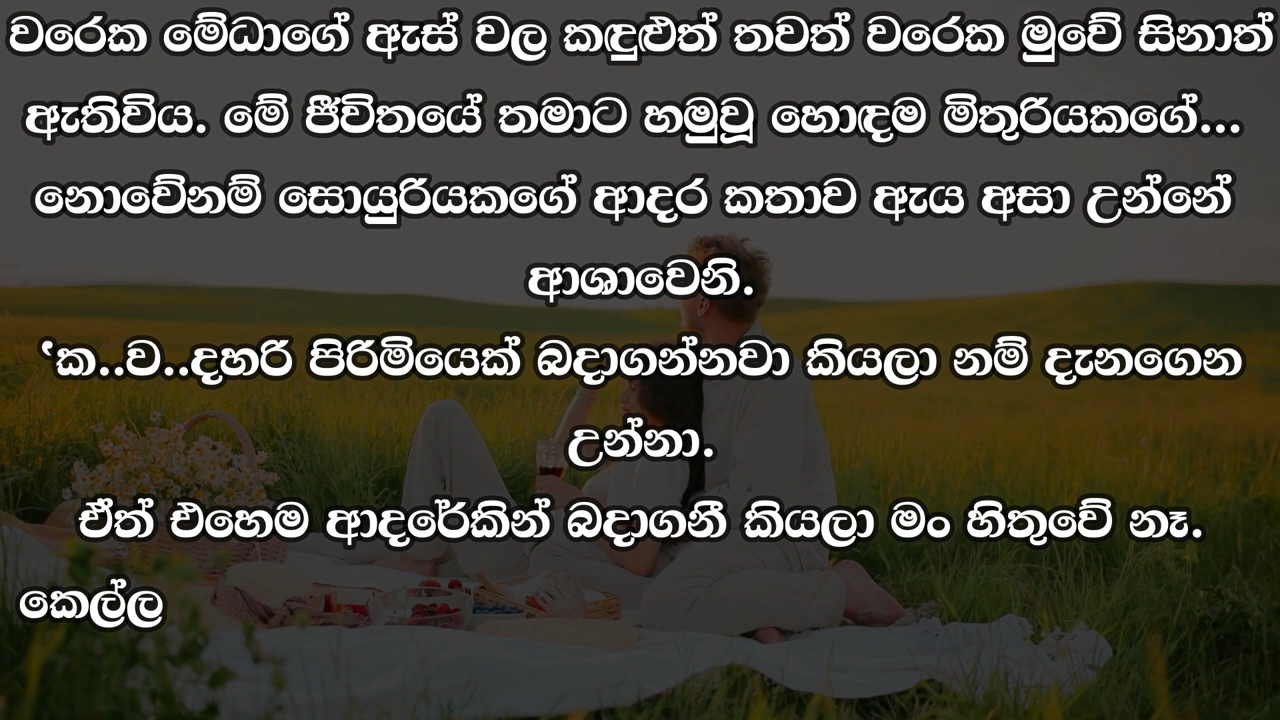 වරෙක මේධාගේ ඇස් වල කඳුළුත් තවත් වරෙක මුවේ සිනාත්
ඇතිවිය. මේ ජීවිතයේ තමාට හමුවූ හොඳම මිතුරියකගේ...
නොවේනම් සොයුරියකගේ ආදර කතාව ඇය අසා උන්නේ
ආශාවෙනි.
‛ක..ව..දහරි පිරිමියෙක් බදාගන්නවා කියලා නම් දැනගෙන
උන්නා.
ඒත් එහෙම ආදරේකින් බදාගනී කියලා මං හිතුවේ නෑ.
කෙල්ල